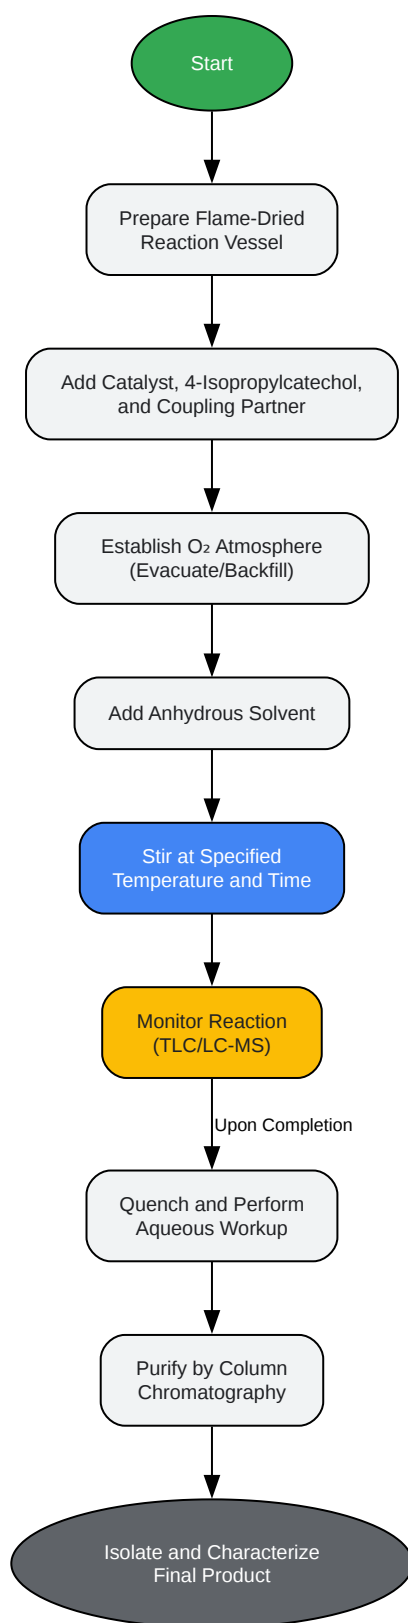 Start
Prepare Flame-Dried
Reaction Vessel
Add Catalyst, 4-Isopropylcatechol,
and Coupling Partner
Establish O₂ Atmosphere
(Evacuate/Backfill)
Add Anhydrous Solvent
Stir at Specified
Temperature and Time
Monitor Reaction
(TLC/LC-MS)
Upon Completion
Quench and Perform
Aqueous Workup
Purify by Column
Chromatography
Isolate and Characterize
Final Product